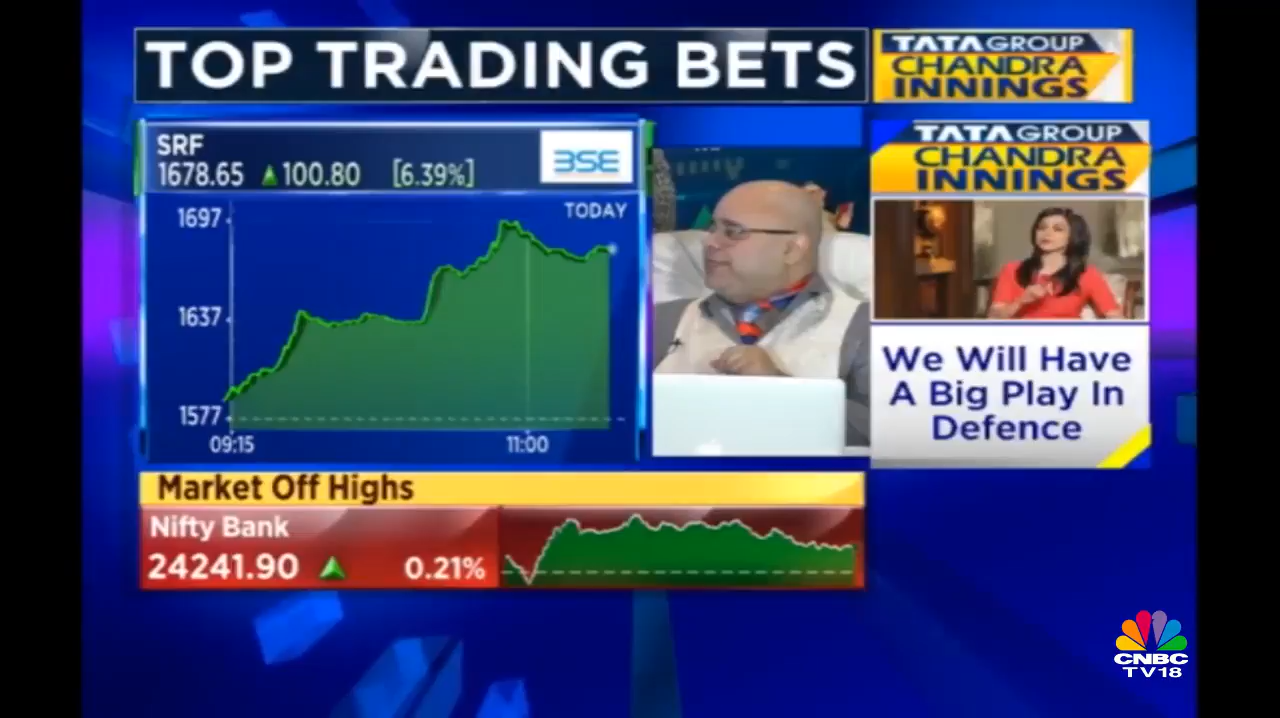 TOP TRADING BETS
TATA GROUP
CHANDRA
INNINGS
SRF
1678.65 ▲ 100.80 [6.39%]
BSE
TODAY
1697
1637
1577
09:15 11:00
TATA GROUP
CHANDRA
INNINGS
We Will Have
A Big Play In
Defence
Market Off Highs
Nifty Bank
24241.90 ▲ 0.21%
CNBC
TV18